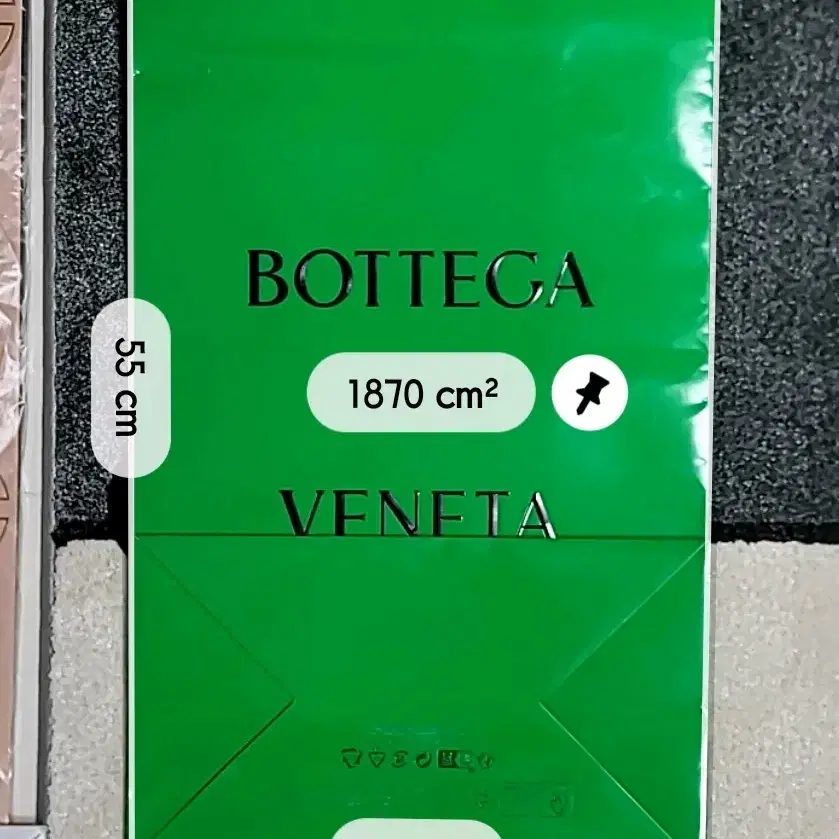 BOTTEGA
55 cm
1870 cm²
VENETA